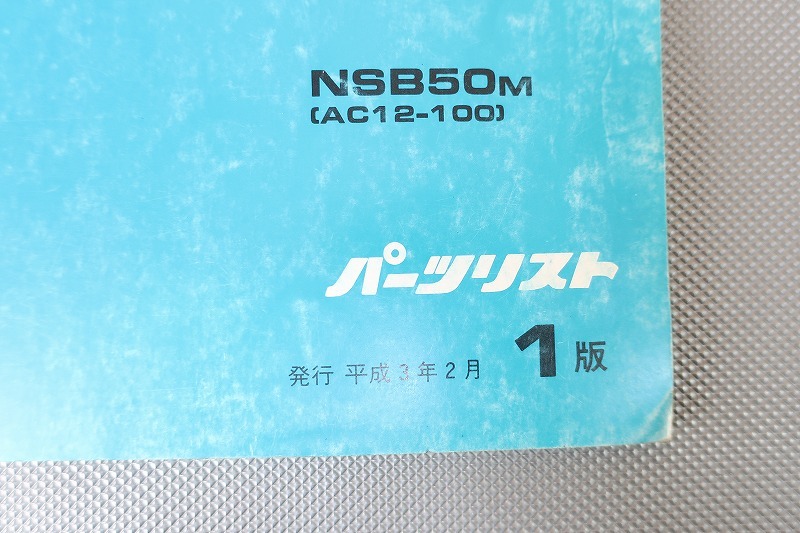 NSB50M
(AC12-100)
パーツリスト
発行 平成3年2月 1版